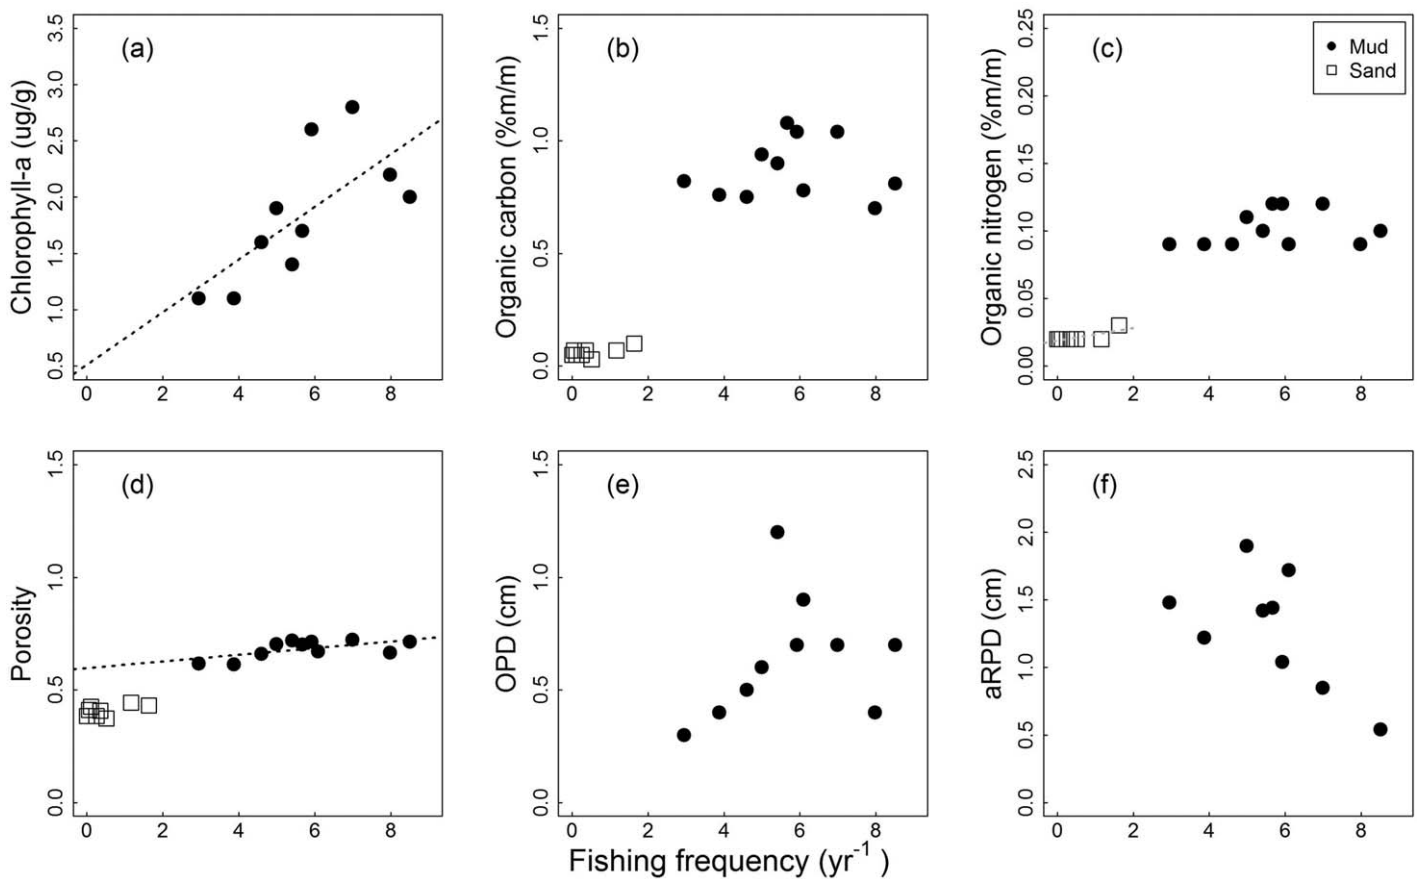 (a)
Chlorophyll-a (ug/g)
0.5 1.0 1.5 2.0 2.5 3.0 3.5
0 2 4 6 8
(b)
Organic carbon (%m/m)
0.0 0.5 1.0 1.5
0 2 4 6 8
(c)
Mud
Sand
Organic nitrogen (%m/m)
0.00 0.05 0.10 0.15 0.20 0.25
0 2 4 6 8
(d)
Porosity
0.0 0.5 1.0 1.5
0 2 4 6 8
(e)
OPD (cm)
0.0 0.5 1.0 1.5
0 2 4 6 8
(f)
aRPD (cm)
0.0 0.5 1.0 1.5 2.0 2.5
0 2 4 6 8
Fishing frequency (yr⁻¹ )